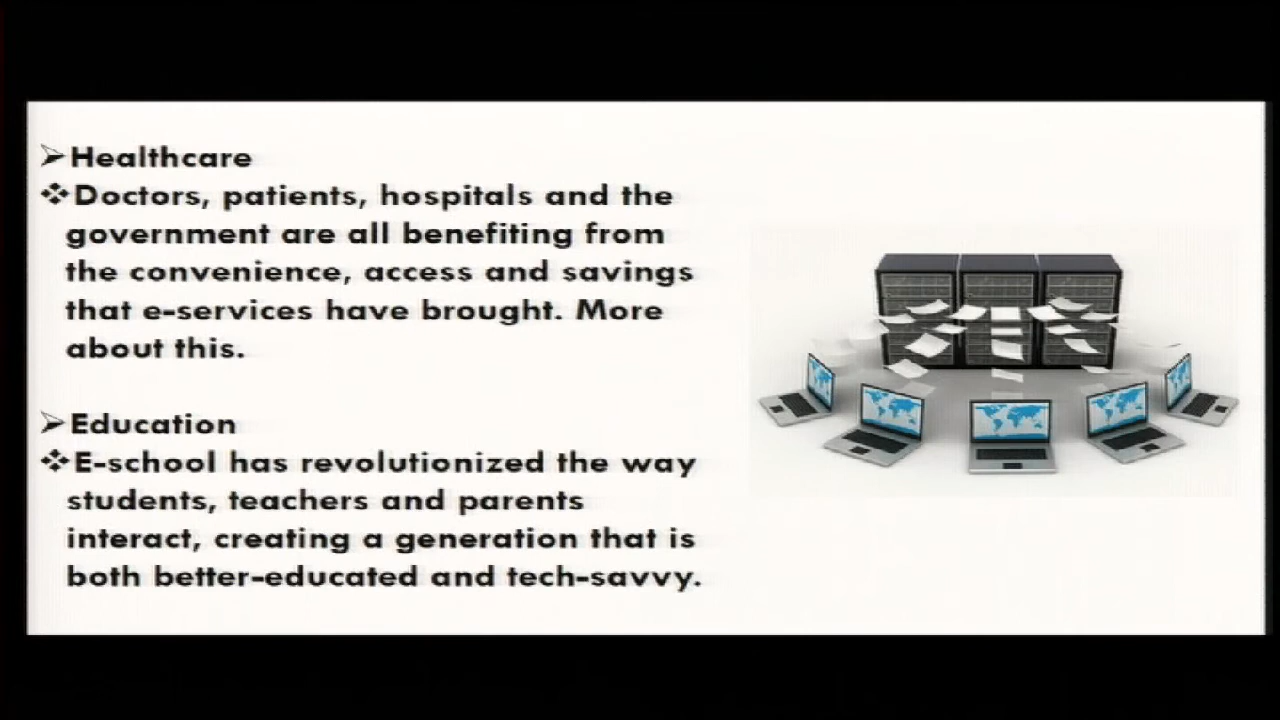 Healthcare
Doctors, patients, hospitals and the
government are all benefiting from
the convenience, access and savings
that e-services have brought. More
about this.
Education
E-school has revolutionized the way
students, teachers and parents
interact, creating a generation that is
both better-educated and tech-savvy.